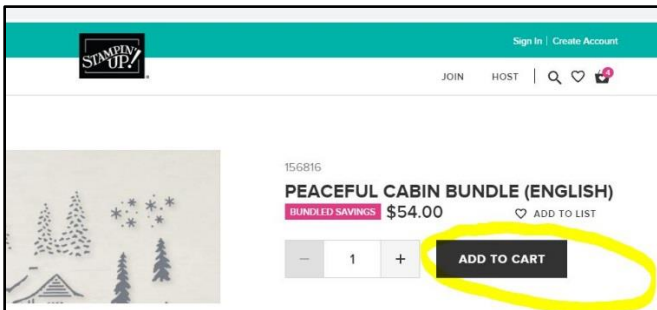 Sign In | Create Account
STAMPIN'
UP!
JOIN HOST
4
156816
PEACEFUL CABIN BUNDLE (ENGLISH)
BUNDLED SAVINGS $54.00 ADD TO LIST
− 1 + ADD TO CART